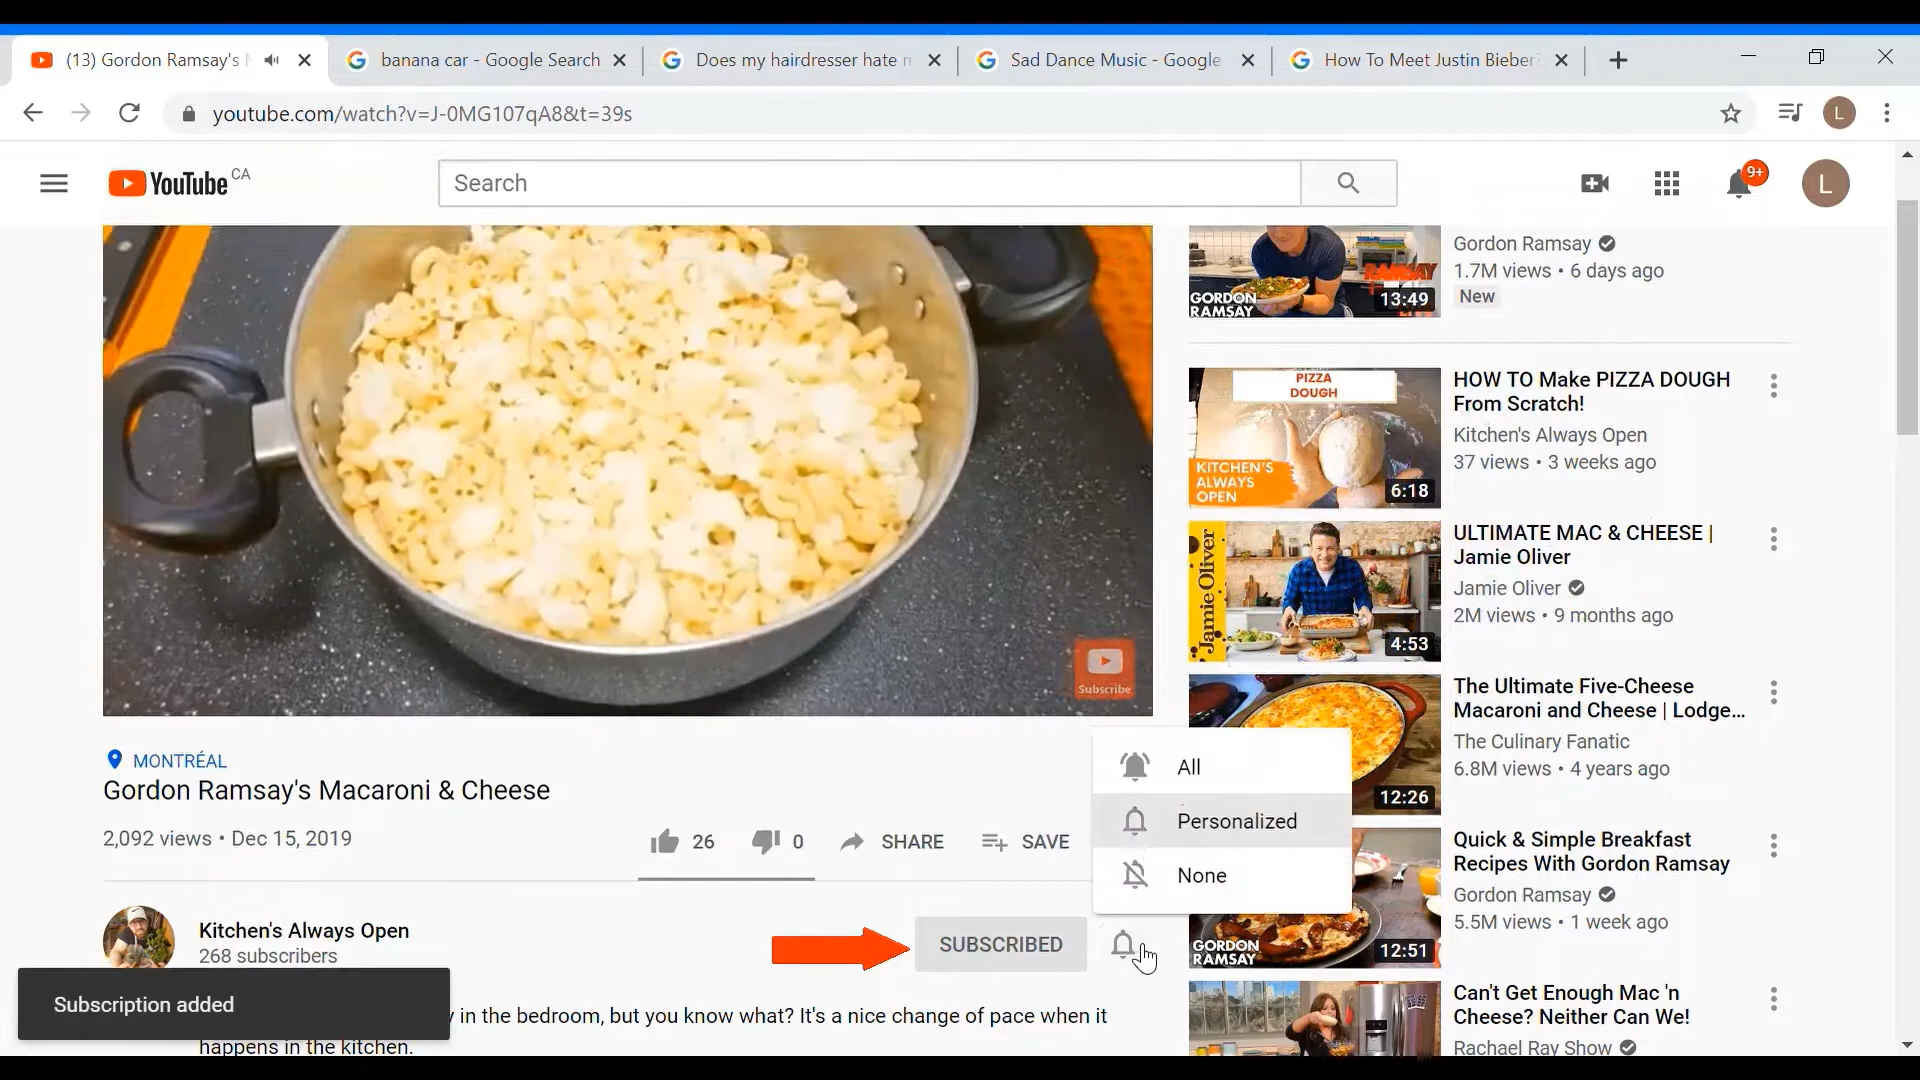 (13) Gordon Ramsay's
banana car - Google Search
Does my hairdresser hate
Sad Dance Music - Google
How To Meet Justin Bieber?
youtube.com/watch?v=J-0MG107qA8&t=39s
L
YouTube CA
Search
9+
L
Subscribe
MONTRÉAL
Gordon Ramsay's Macaroni & Cheese
2,092 views • Dec 15, 2019
26
0
SHARE
SAVE
All
Personalized
None
Kitchen's Always Open
268 subscribers
SUBSCRIBED
Subscription added
in the bedroom, but you know what? It's a nice change of pace when it
happens in the kitchen.
GORDON
RAMSAY
RAMSAY
13:49
Gordon Ramsay
1.7M views • 6 days ago
New
PIZZA
DOUGH
KITCHEN'S
ALWAYS
OPEN
6:18
HOW TO Make PIZZA DOUGH
From Scratch!
Kitchen's Always Open
37 views • 3 weeks ago
Jamie Oliver
4:53
ULTIMATE MAC & CHEESE |
Jamie Oliver
Jamie Oliver
2M views • 9 months ago
12:26
The Ultimate Five-Cheese
Macaroni and Cheese | Lodge...
The Culinary Fanatic
6.8M views • 4 years ago
GORDON
RAMSAY
12:51
Quick & Simple Breakfast
Recipes With Gordon Ramsay
Gordon Ramsay
5.5M views • 1 week ago
Can't Get Enough Mac 'n
Cheese? Neither Can We!
Rachael Ray Show